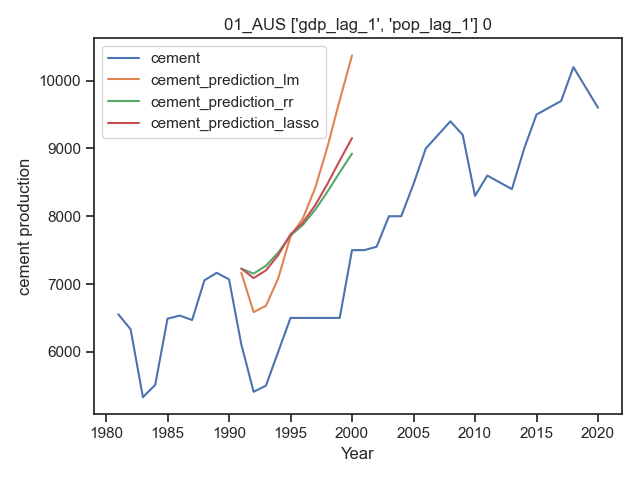 01_AUS ['gdp_lag_1', 'pop_lag_1'] 0
cement
cement_prediction_lm
cement_prediction_rr
cement_prediction_lasso
10000
9000
8000
7000
6000
cement production
1980 1985 1990 1995 2000 2005 2010 2015 2020
Year